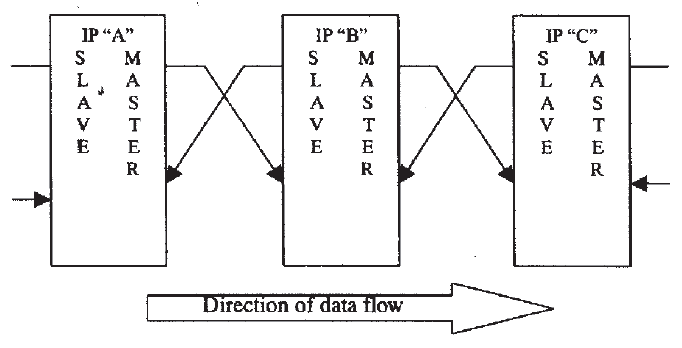 IP “A”
SLAVE
MASTER
IP “B”
SLAVE
MASTER
IP “C”
SLAVE
MASTER
Direction of data flow